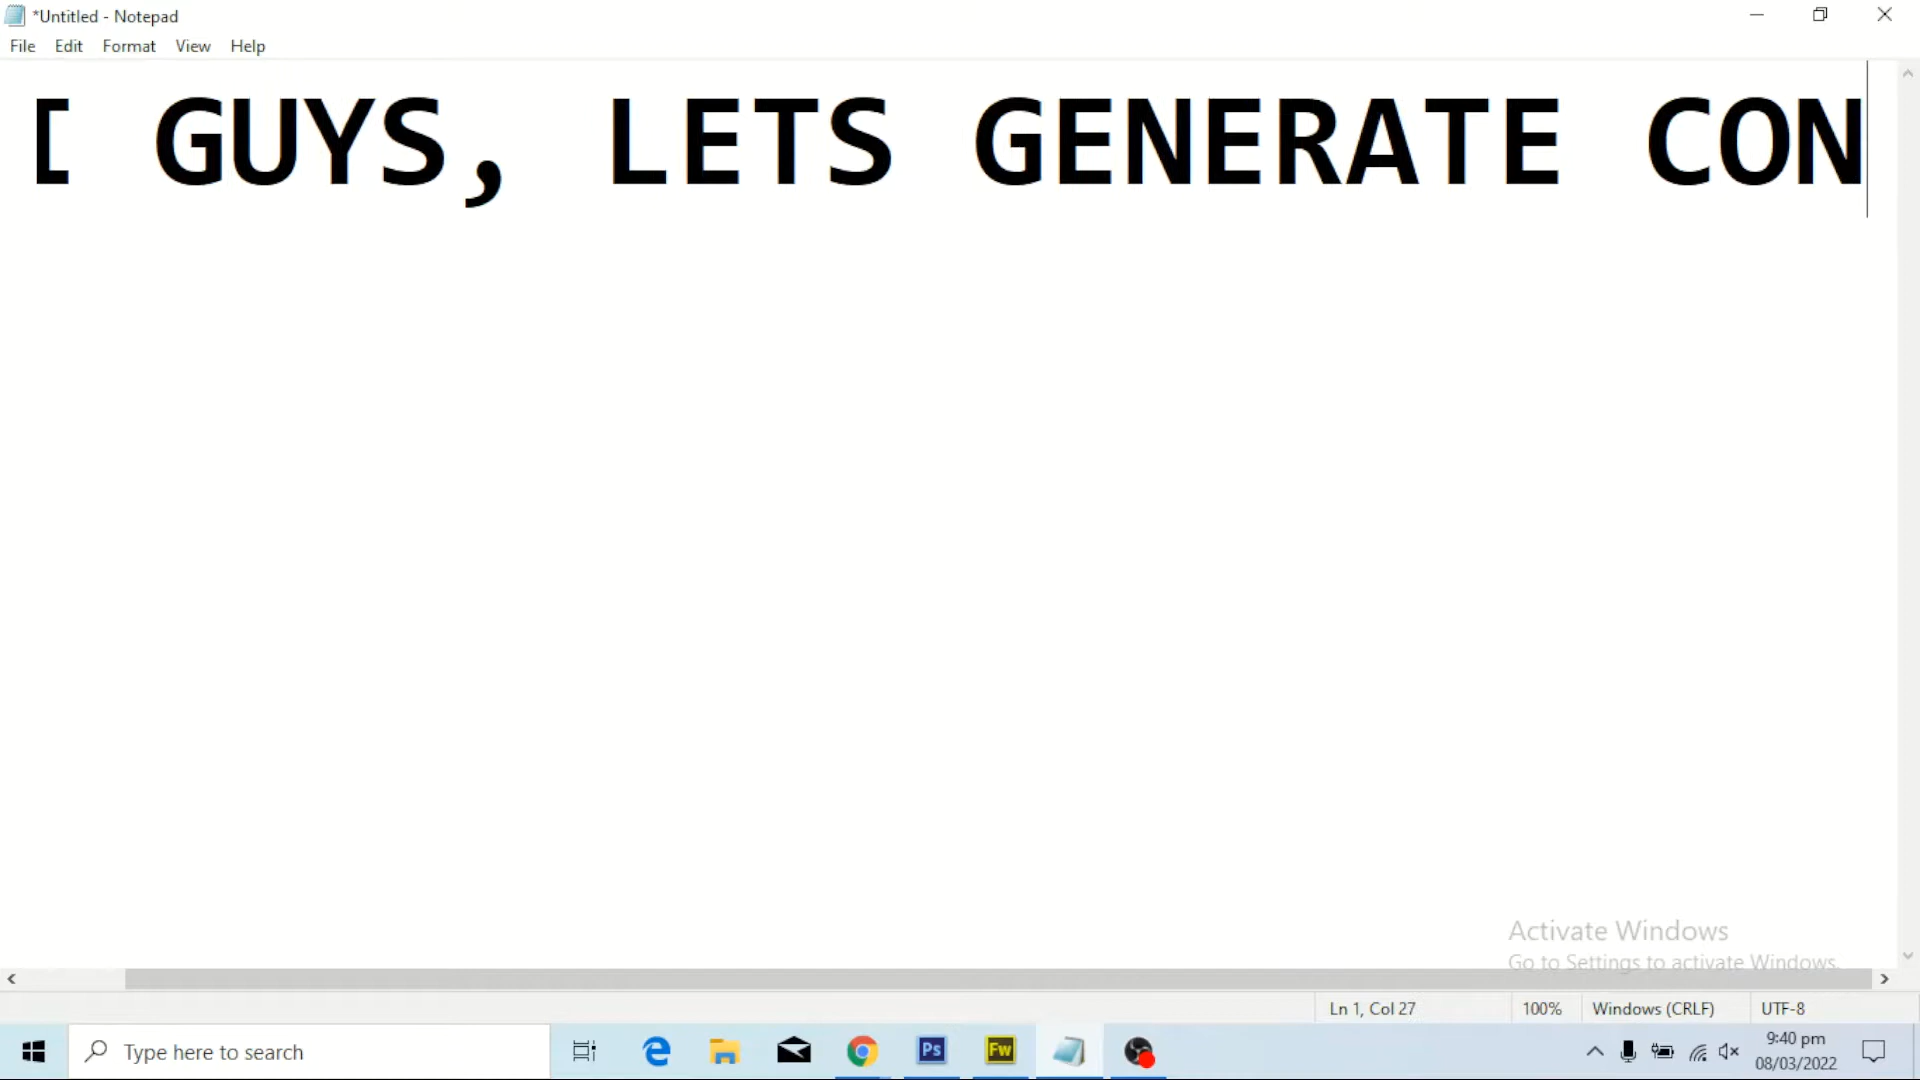 *Untitled - Notepad
File Edit Format View Help
I GUYS, LETS GENERATE CON
Activate Windows
Go to Settings to activate Windows.
Ln 1, Col 27 100% Windows (CRLF) UTF-8
Type here to search
Ps Fw
9:40 pm
08/03/2022